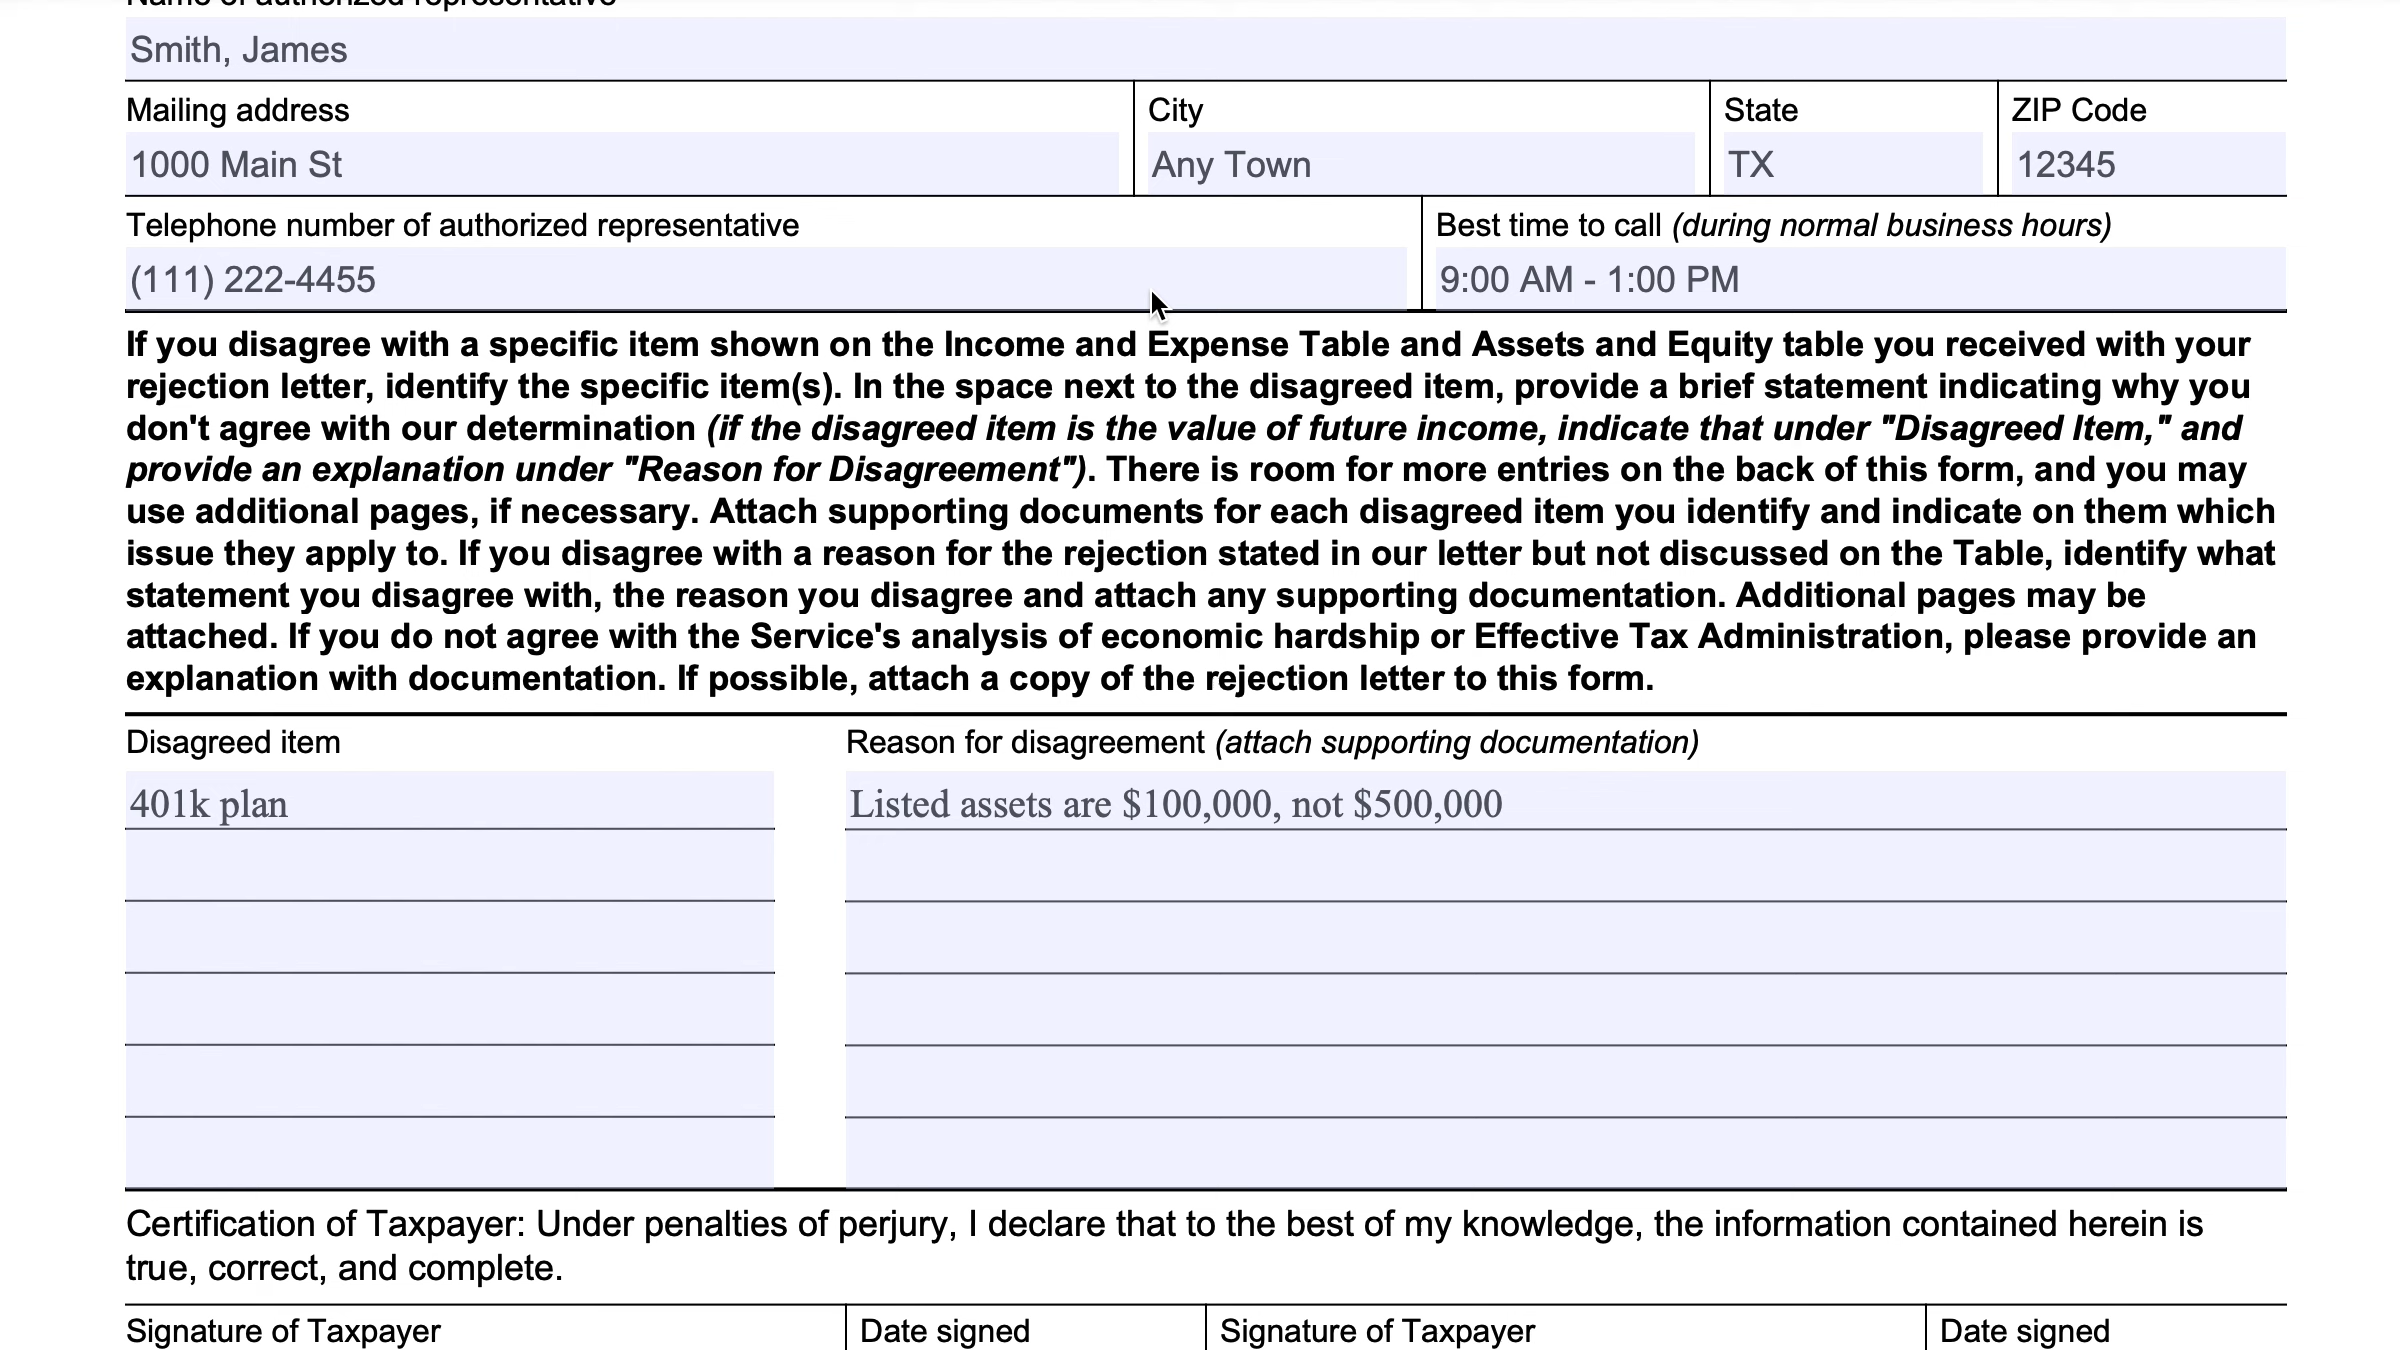 Name of authorized representative
Smith, James
Mailing address
City
State
ZIP Code
1000 Main St
Any Town
TX
12345
Telephone number of authorized representative
Best time to call (during normal business hours)
(111) 222-4455
9:00 AM - 1:00 PM
If you disagree with a specific item shown on the Income and Expense Table and Assets and Equity table you received with your
rejection letter, identify the specific item(s). In the space next to the disagreed item, provide a brief statement indicating why you
don't agree with our determination (if the disagreed item is the value of future income, indicate that under "Disagreed Item," and
provide an explanation under "Reason for Disagreement"). There is room for more entries on the back of this form, and you may
use additional pages, if necessary. Attach supporting documents for each disagreed item you identify and indicate on them which
issue they apply to. If you disagree with a reason for the rejection stated in our letter but not discussed on the Table, identify what
statement you disagree with, the reason you disagree and attach any supporting documentation. Additional pages may be
attached. If you do not agree with the Service's analysis of economic hardship or Effective Tax Administration, please provide an
explanation with documentation. If possible, attach a copy of the rejection letter to this form.
Disagreed item
Reason for disagreement (attach supporting documentation)
401k plan
Listed assets are $100,000, not $500,000
Certification of Taxpayer: Under penalties of perjury, I declare that to the best of my knowledge, the information contained herein is
true, correct, and complete.
Signature of Taxpayer
Date signed
Signature of Taxpayer
Date signed